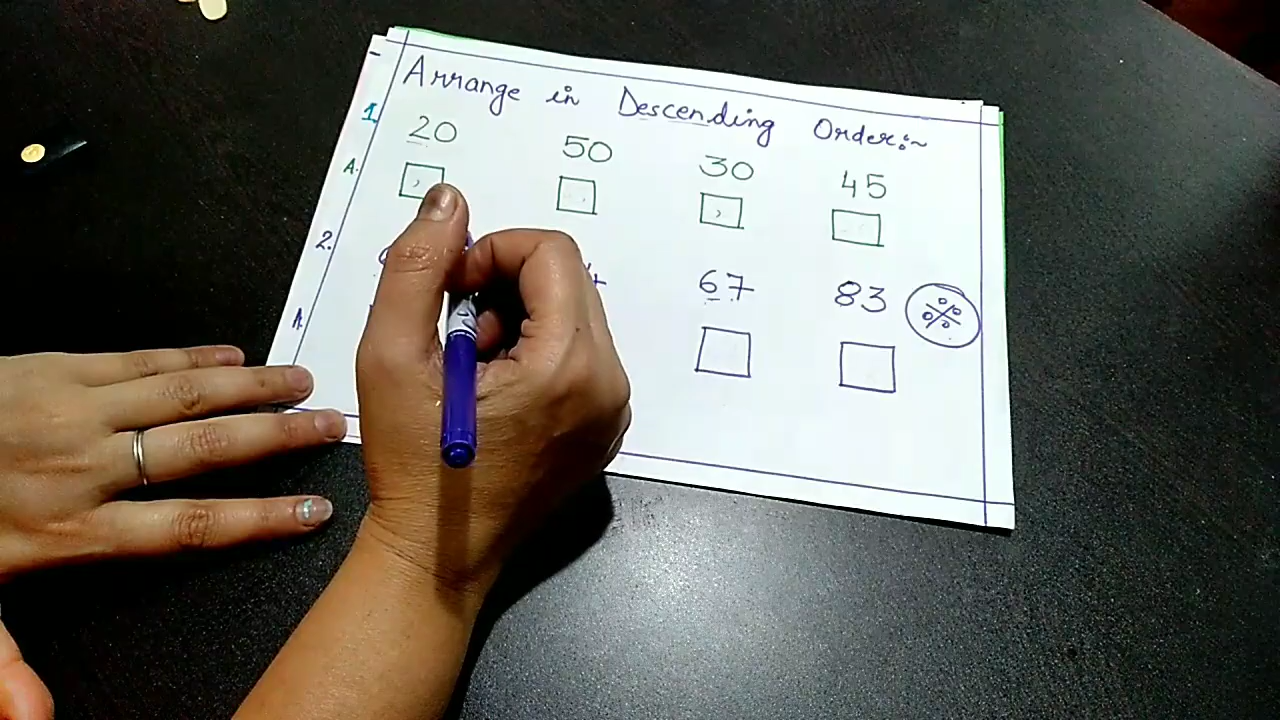 Arrange in Descending Order:~
1. 20 50 30 45
A.
2. 67 83
A.